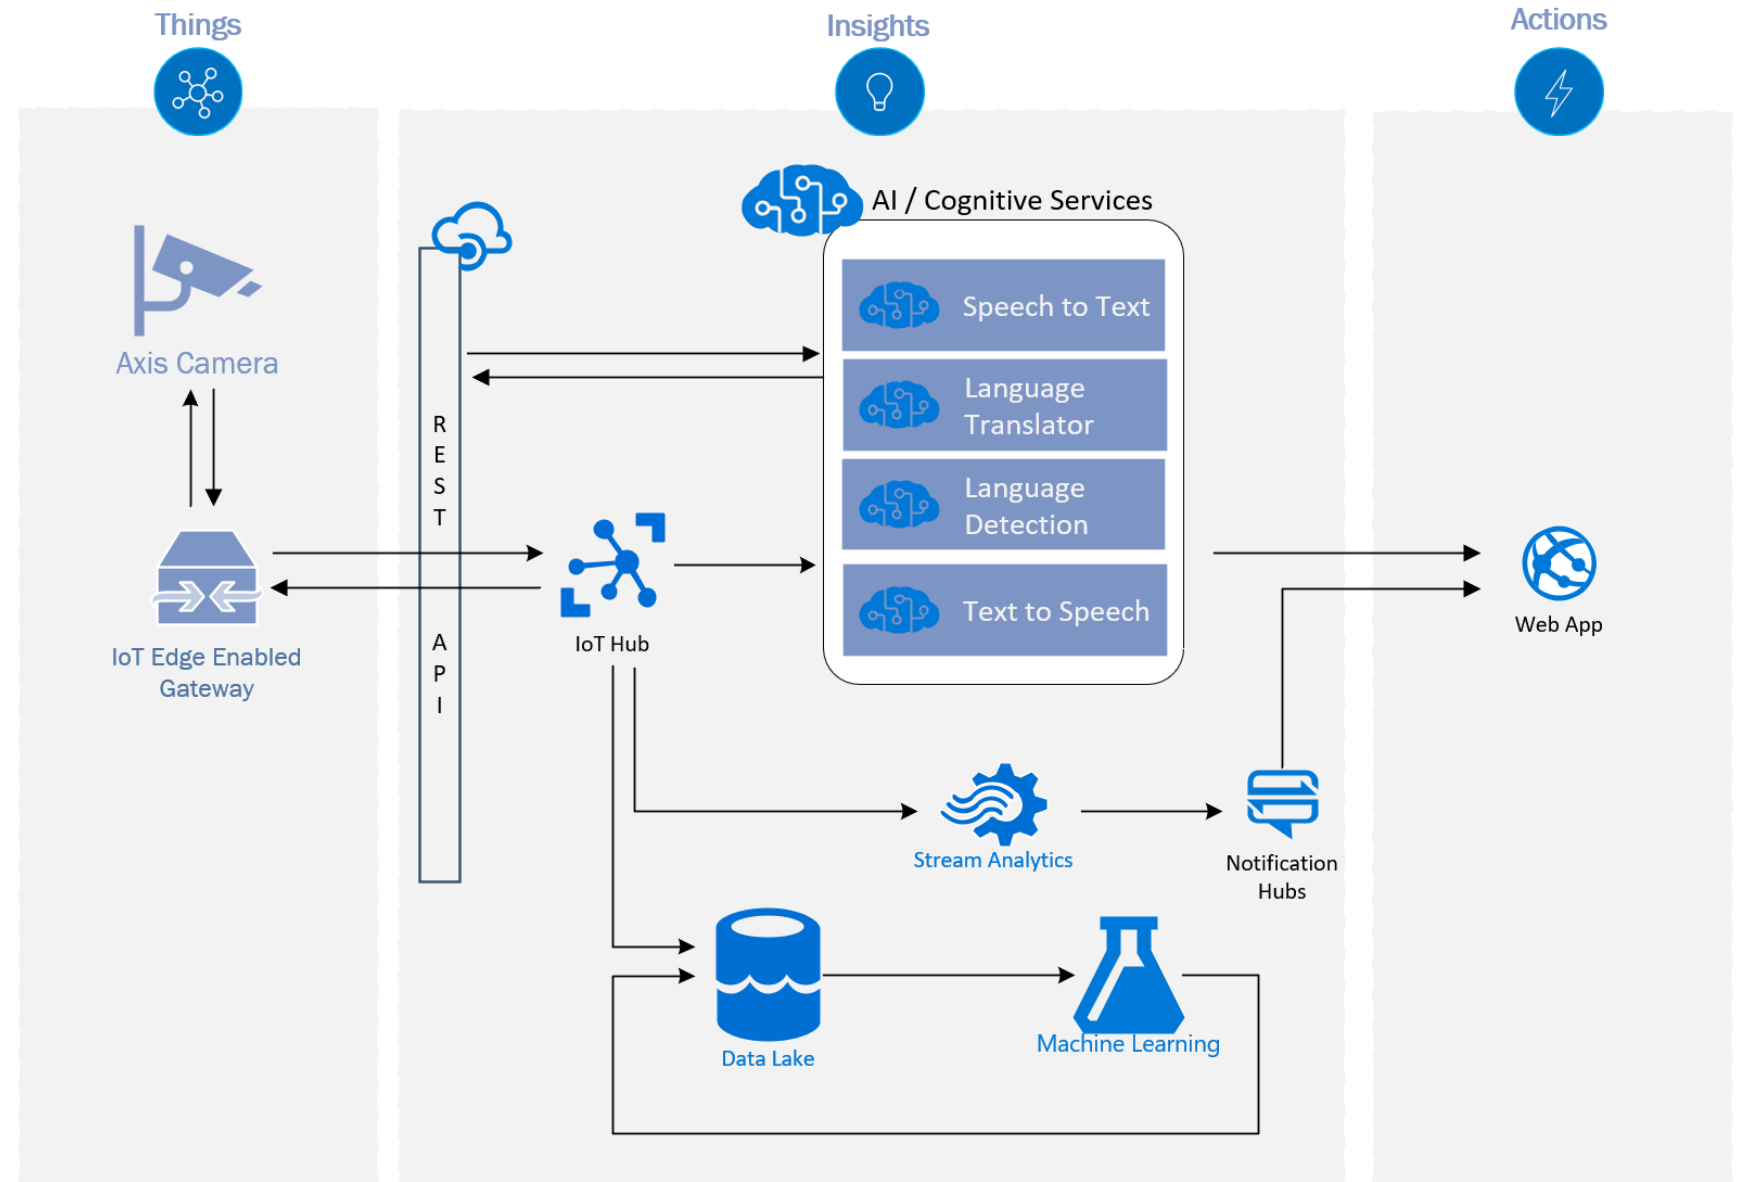 Things
Insights
Actions
AI / Cognitive Services
Axis Camera
IoT Edge Enabled
Gateway
R
E
S
T
A
P
I
Speech to Text
Language
Translator
Language
Detection
Text to Speech
IoT Hub
Web App
Stream Analytics
Notification
Hubs
Data Lake
Machine Learning